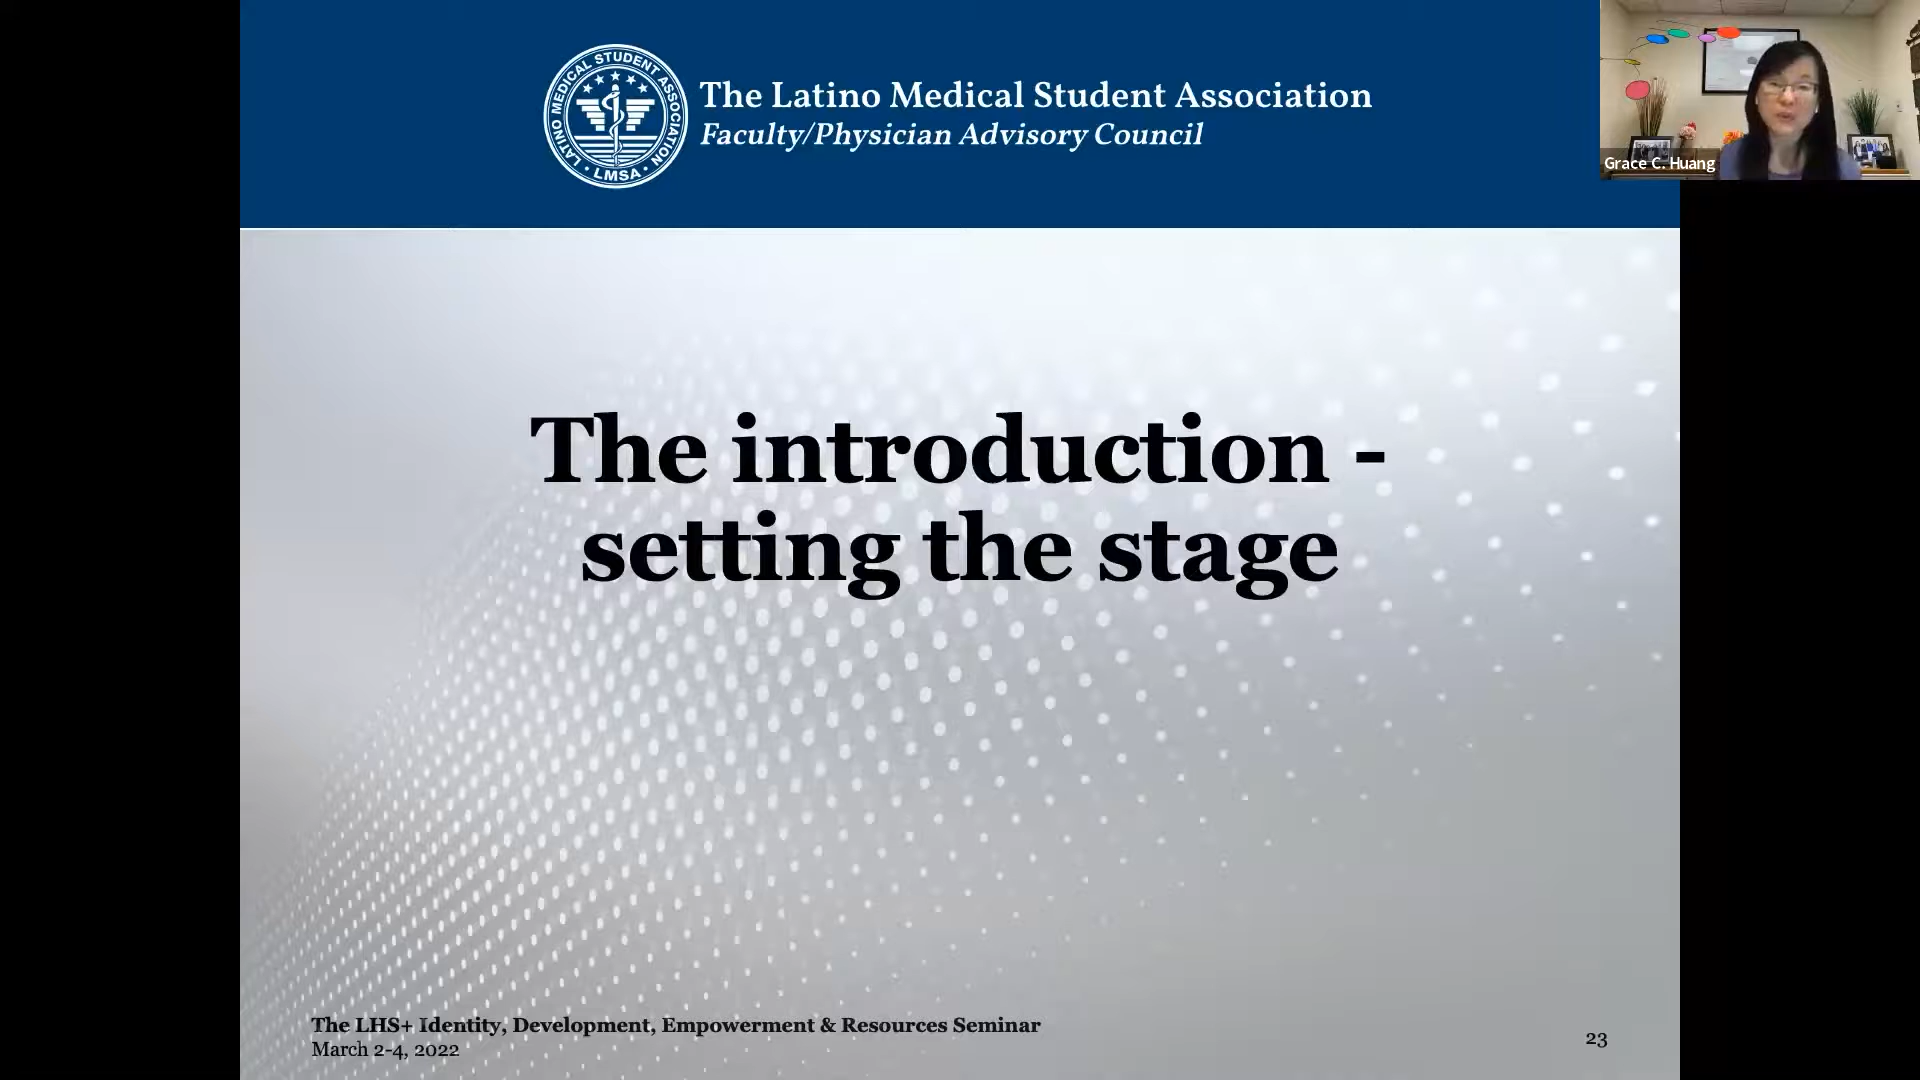 LATINO MEDICAL STUDENT ASSOCIATION
• LMSA •
The Latino Medical Student Association
Faculty/Physician Advisory Council
Grace C. Huang
The introduction -
setting the stage
The LHS+ Identity, Development, Empowerment & Resources Seminar
March 2-4, 2022
23